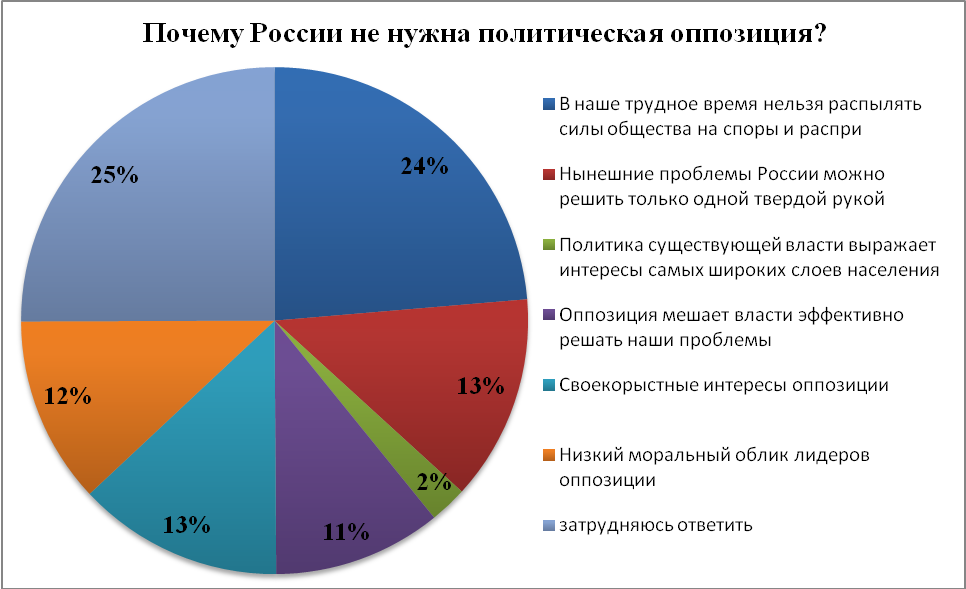 Почему России не нужна политическая оппозиция?
25%
24%
13%
2%
11%
13%
12%
В наше трудное время нельзя распылять
силы общества на споры и распри
Нынешние проблемы России можно
решить только одной твердой рукой
Политика существующей власти выражает
интересы самых широких слоев населения
Оппозиция мешает власти эффективно
решать наши проблемы
Своекорыстные интересы оппозиции
Низкий моральный облик лидеров
оппозиции
затрудняюсь ответить